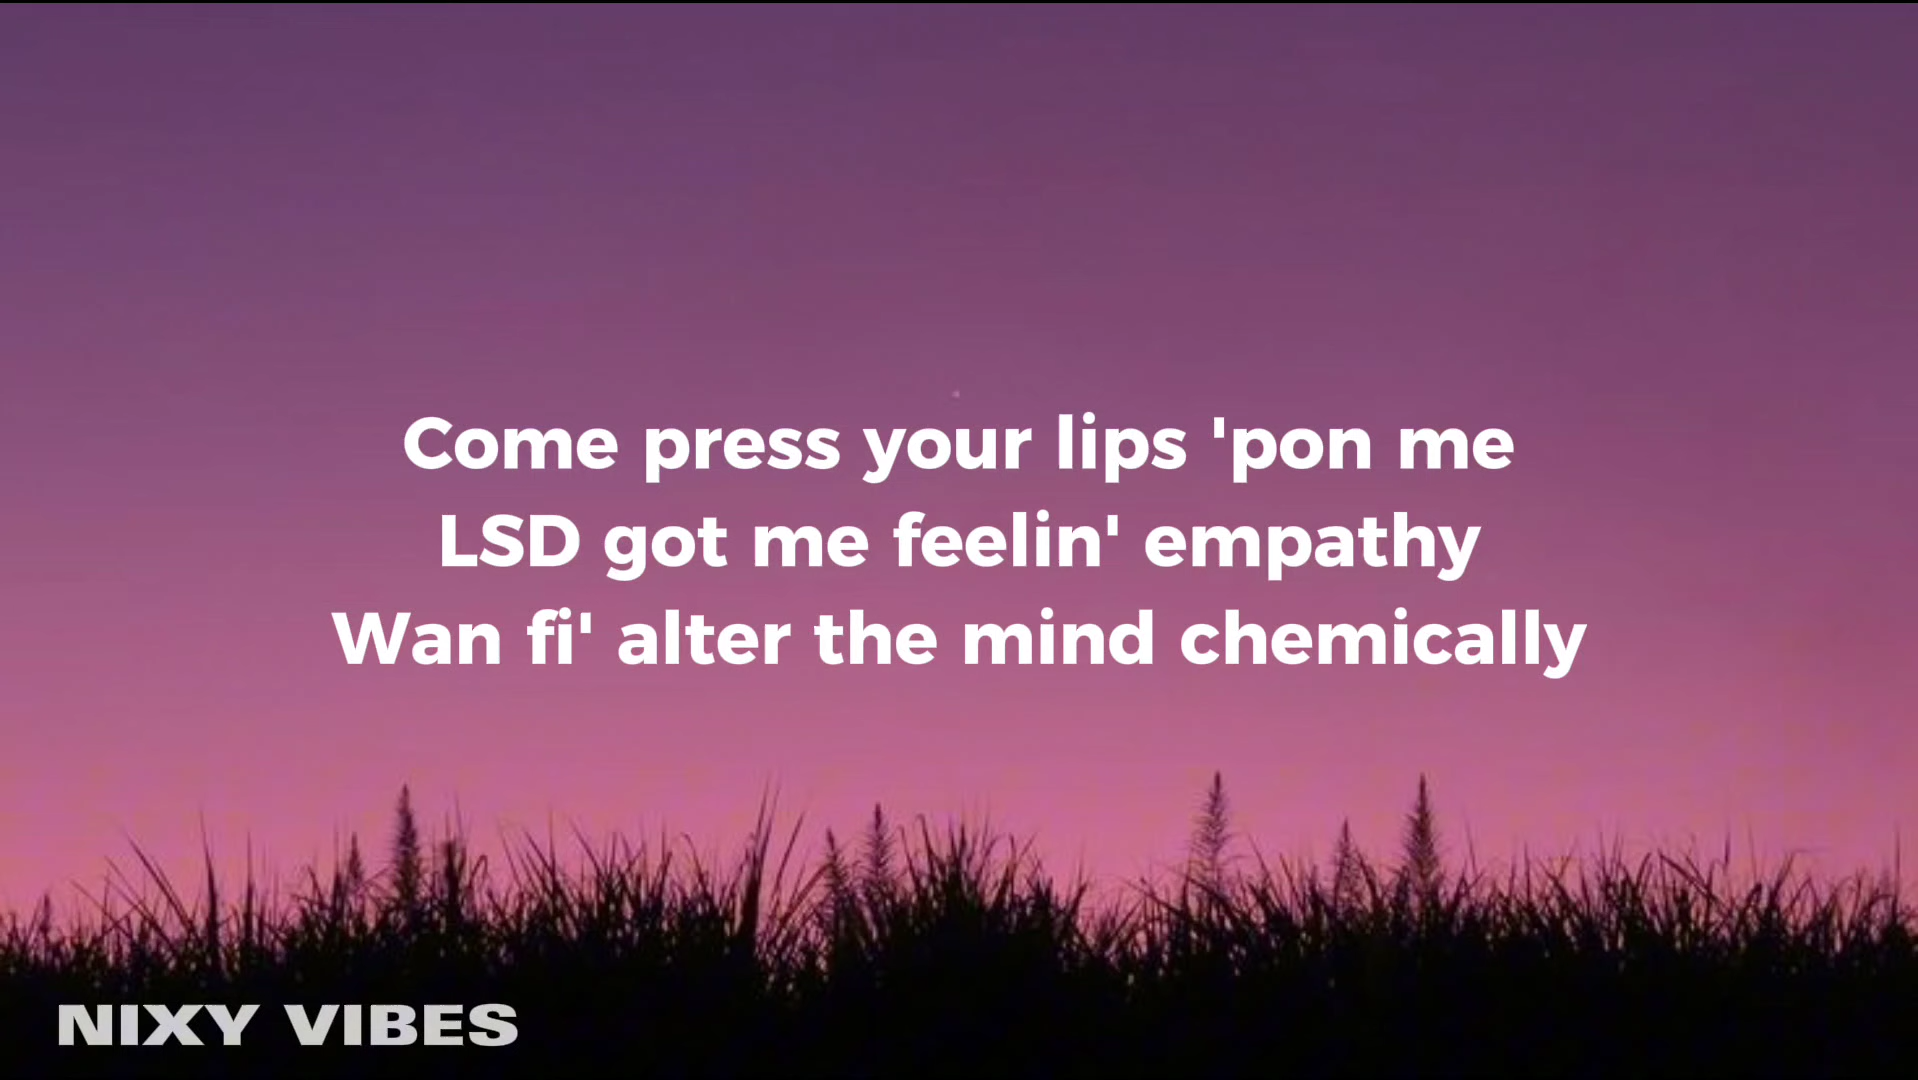 Come press your lips 'pon me
LSD got me feelin' empathy
Wan fi' alter the mind chemically
NIXY VIBES